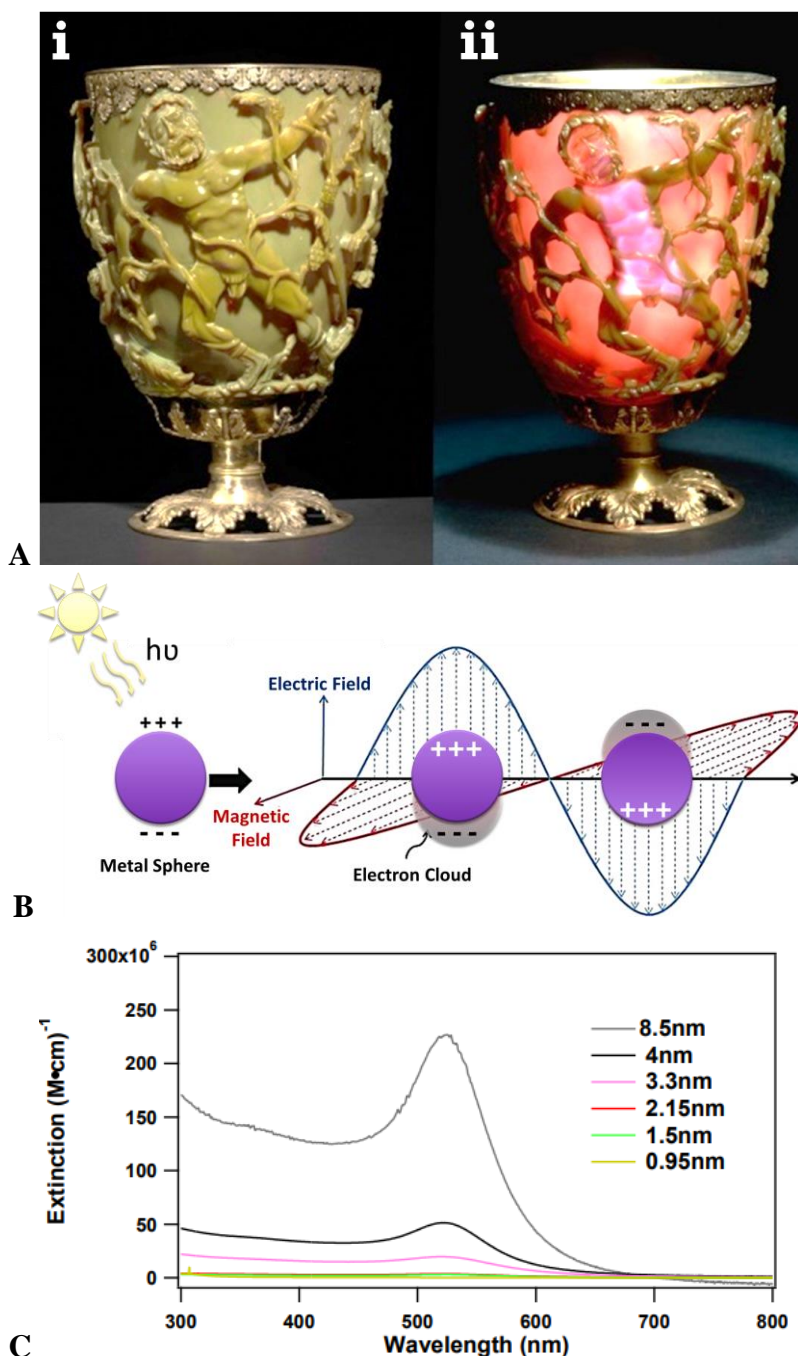 i
ii
A
hυ
+++
- - -
Metal Sphere
Electric Field
Magnetic
Field
+++
- - -
Electron Cloud
- - -
+++
B
Extinction (M•cm)⁻¹
300x10⁶
250
200
150
100
50
0
8.5nm
4nm
3.3nm
2.15nm
1.5nm
0.95nm
300
400
500
600
700
800
Wavelength (nm)
C